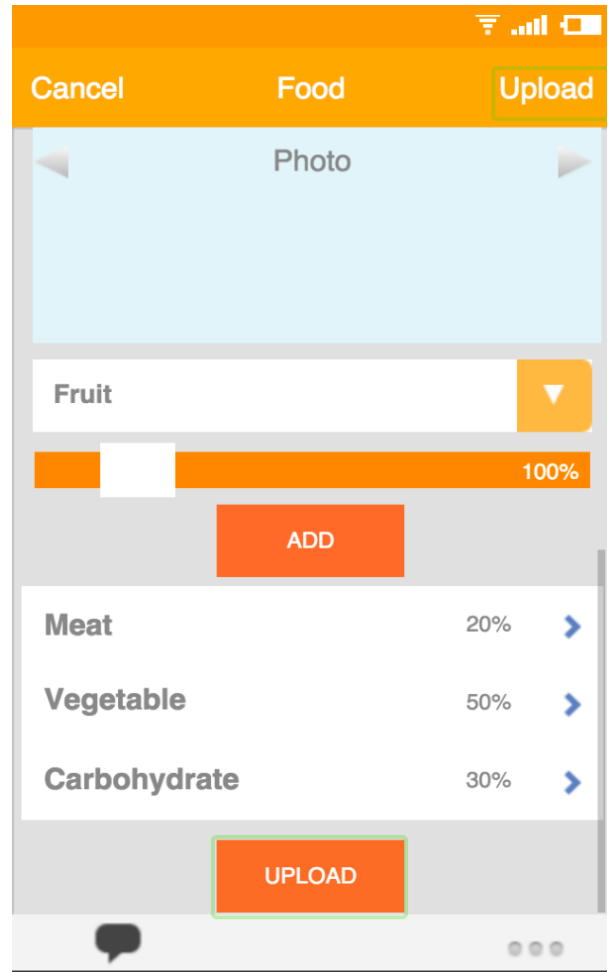 Cancel Food Upload
Photo
Fruit
100%
ADD
Meat 20%
Vegetable 50%
Carbohydrate 30%
UPLOAD